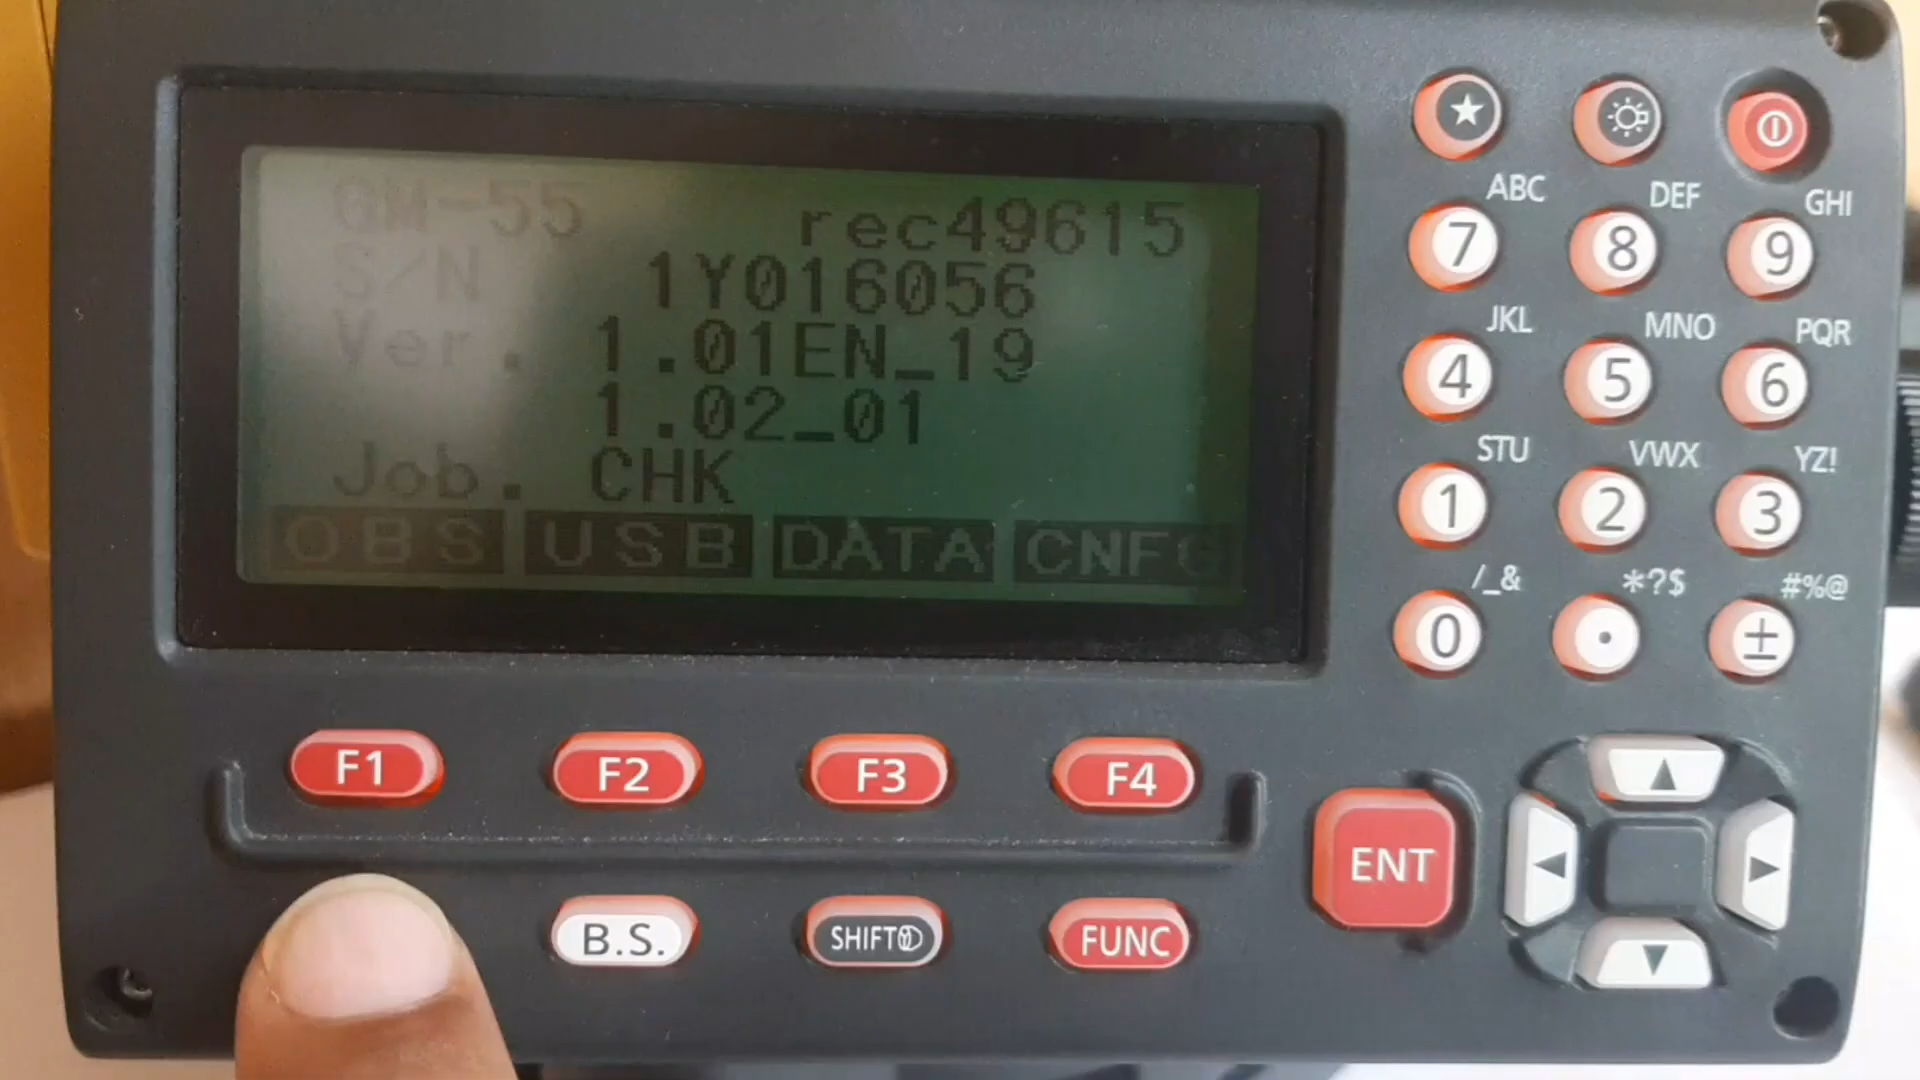 GM-55 rec49615
S/N 1Y016056
Ver. 1.01EN_19
1.02_01
Job. CHK
OBS USB DATA CNFG
ABC DEF GHI
7 8 9
JKL MNO PQR
4 5 6
STU VWX YZ!
1 2 3
/_& *?$ #%@
0 . ±
F1 F2 F3 F4
ENT
B.S. SHIFT FUNC